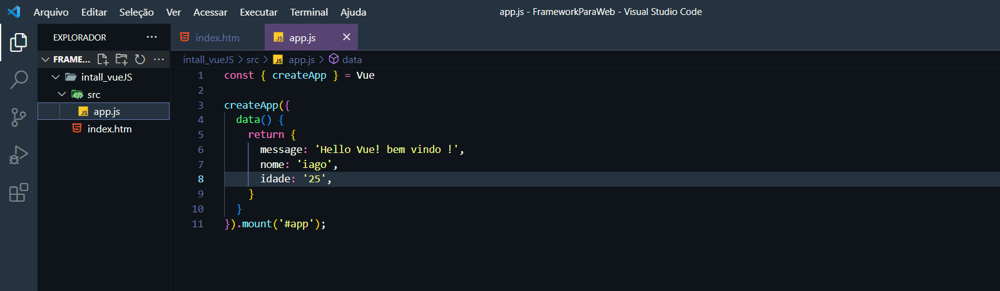 Arquivo Editar Seleção Ver Acessar Executar Terminal Ajuda app.js - FrameworkParaWeb - Visual Studio Code
EXPLORADOR ···
FRAME... ···
intall_vueJS
src
JS app.js
index.htm
index.htm JS app.js
intall_vueJS > src > JS app.js > data
1 const { createApp } = Vue
2
3 createApp({
4 data() {
5 return {
6 message: 'Hello Vue! bem vindo !',
7 nome: 'iago',
8 idade: '25',
9 }
10 }
11 }).mount('#app');